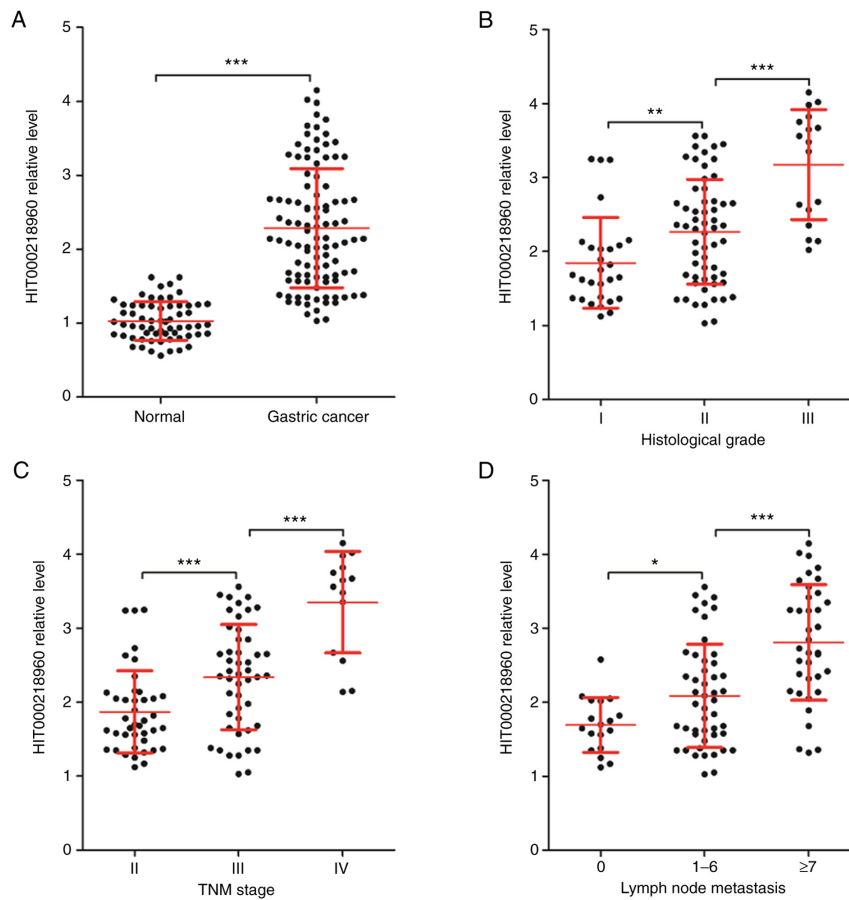 A
HIT000218960 relative level
5
4
3
2
1
0
***
Normal
Gastric cancer
B
HIT000218960 relative level
5
4
3
2
1
0
**
***
I
II
III
Histological grade
C
HIT000218960 relative level
5
4
3
2
1
0
***
***
II
III
IV
TNM stage
D
HIT000218960 relative level
5
4
3
2
1
0
*
***
0
1–6
≥7
Lymph node metastasis